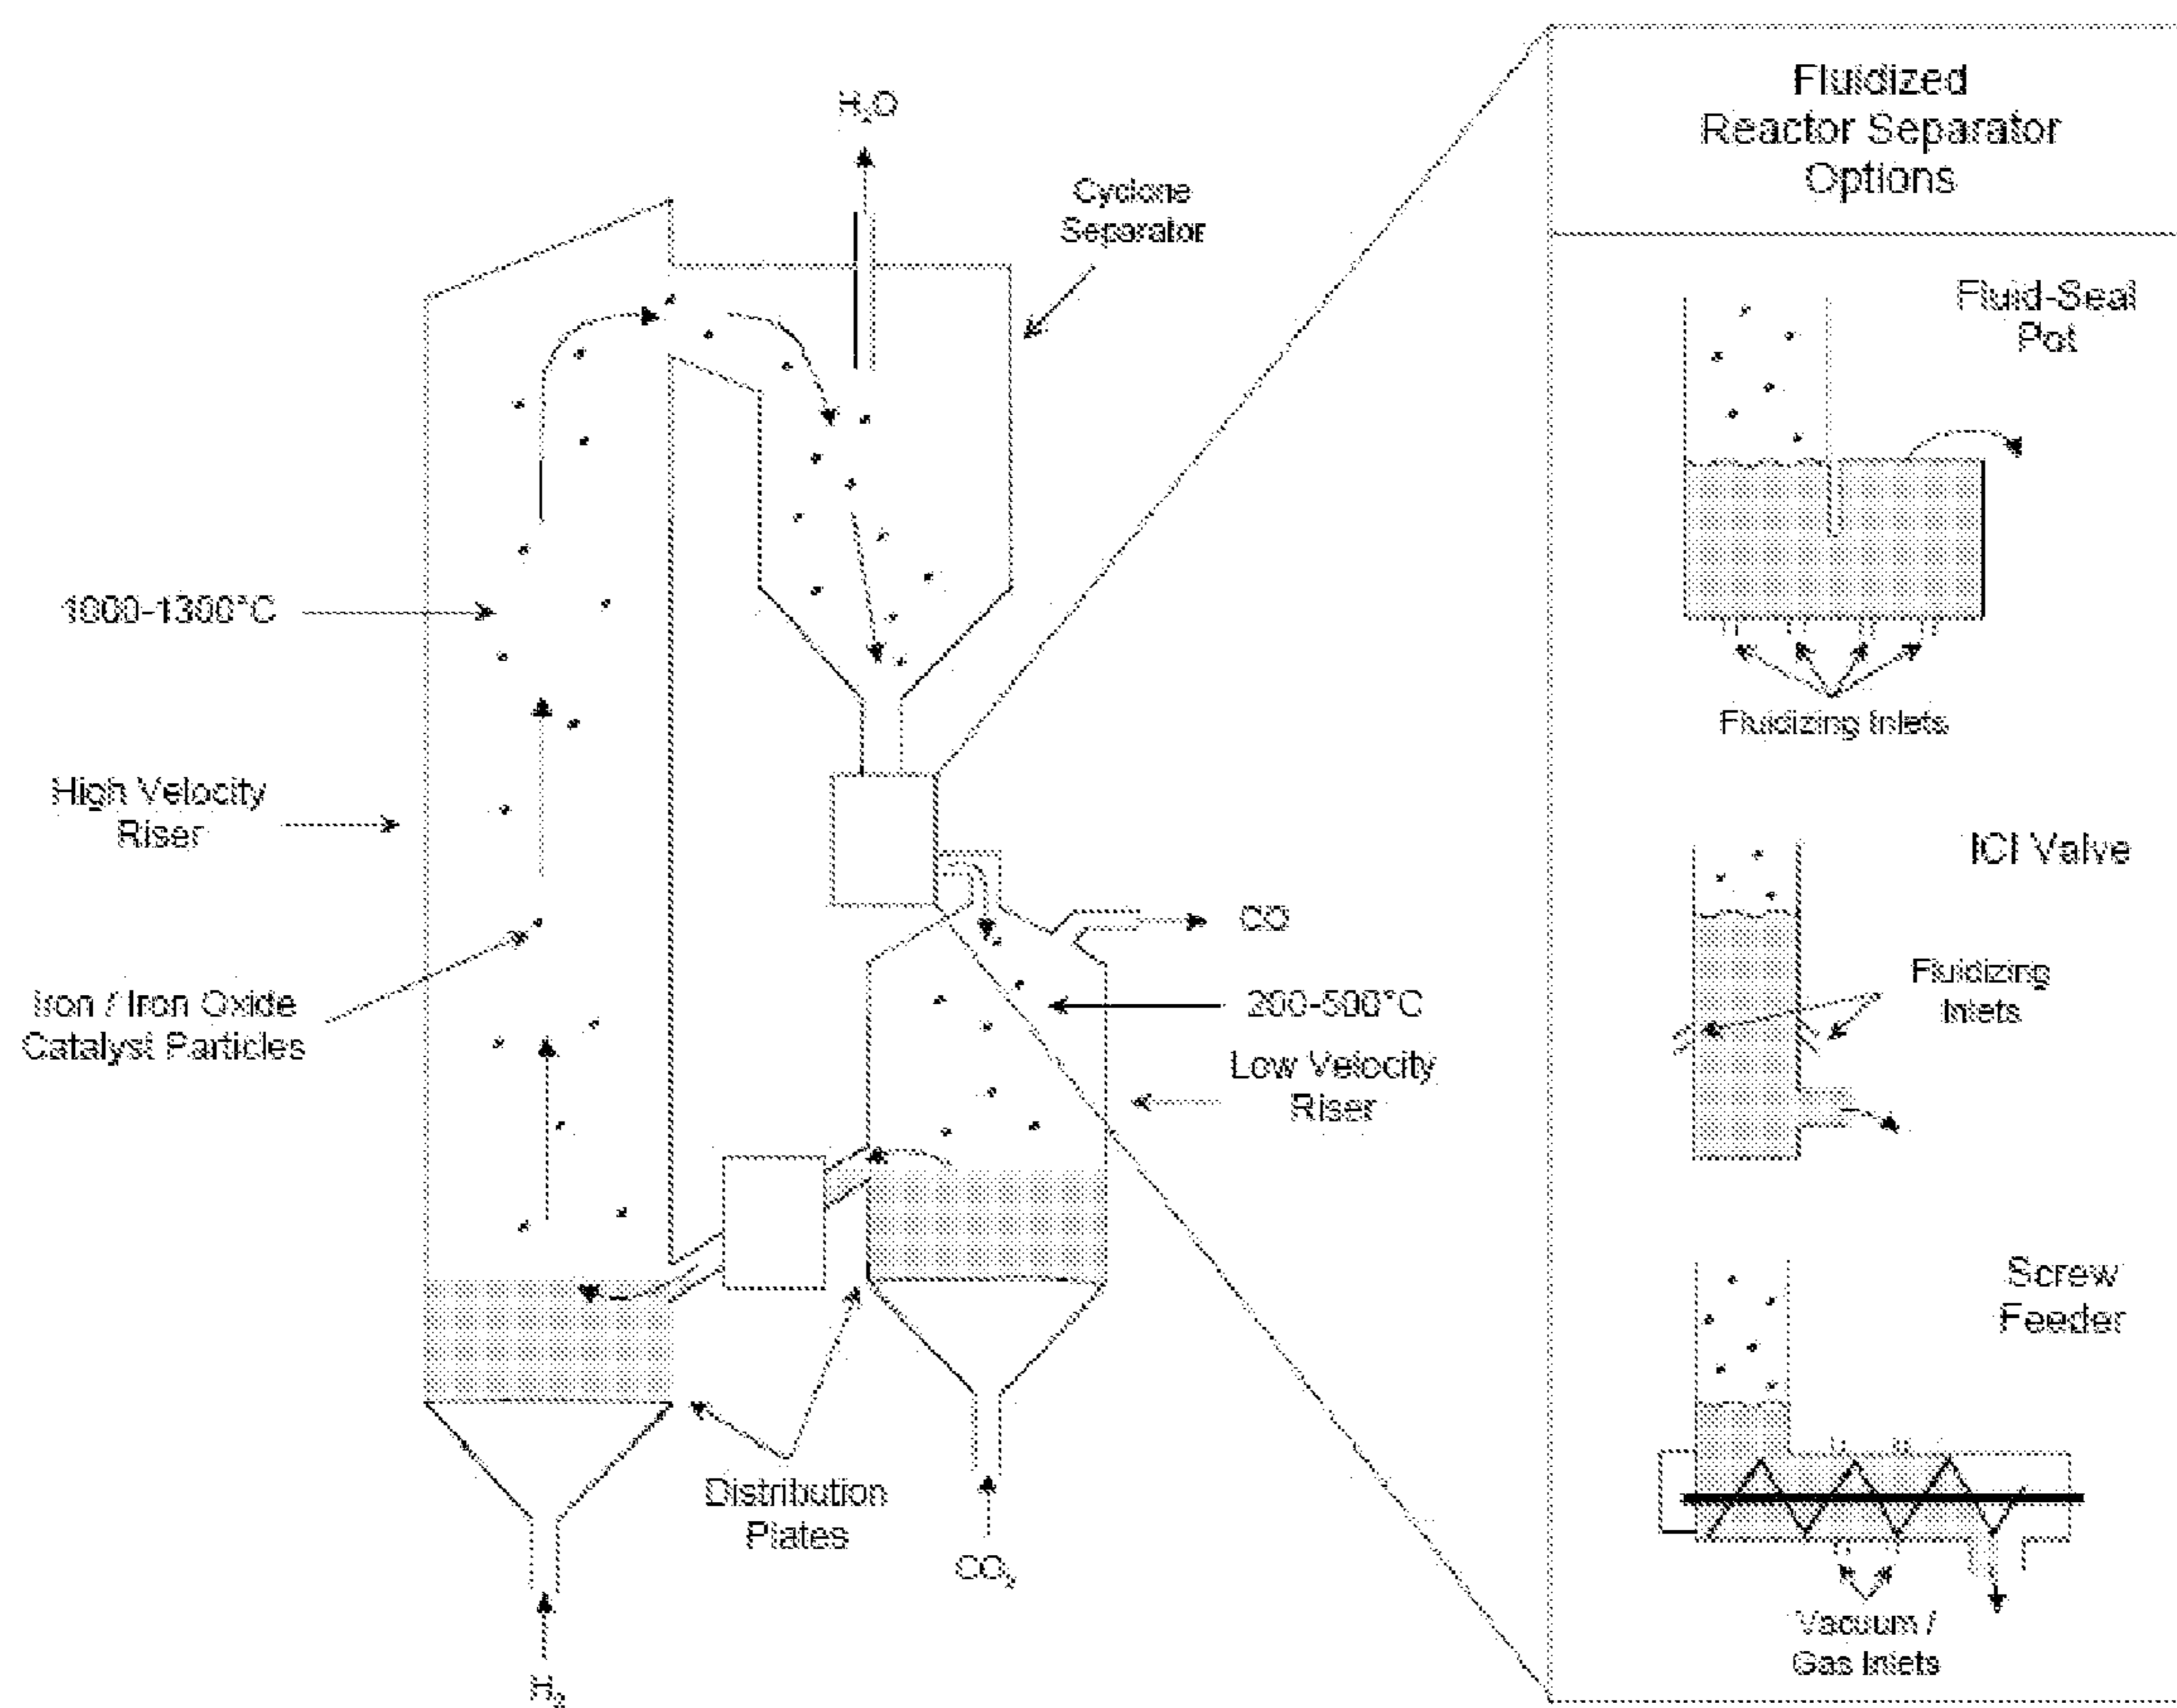 H₂O
Cyclone
Separator
1000-1300°C
High Velocity
Riser
Iron / Iron Oxide
Catalyst Particles
CO
200-500°C
Low Velocity
Riser
Distribution
Plates
CO₂
H₂
Fluidized
Reactor Separator
Options
Fluid-Seal
Pot
Fluidizing Inlets
ICI Valve
Fluidizing
Inlets
Screw
Feeder
Vacuum /
Gas Inlets